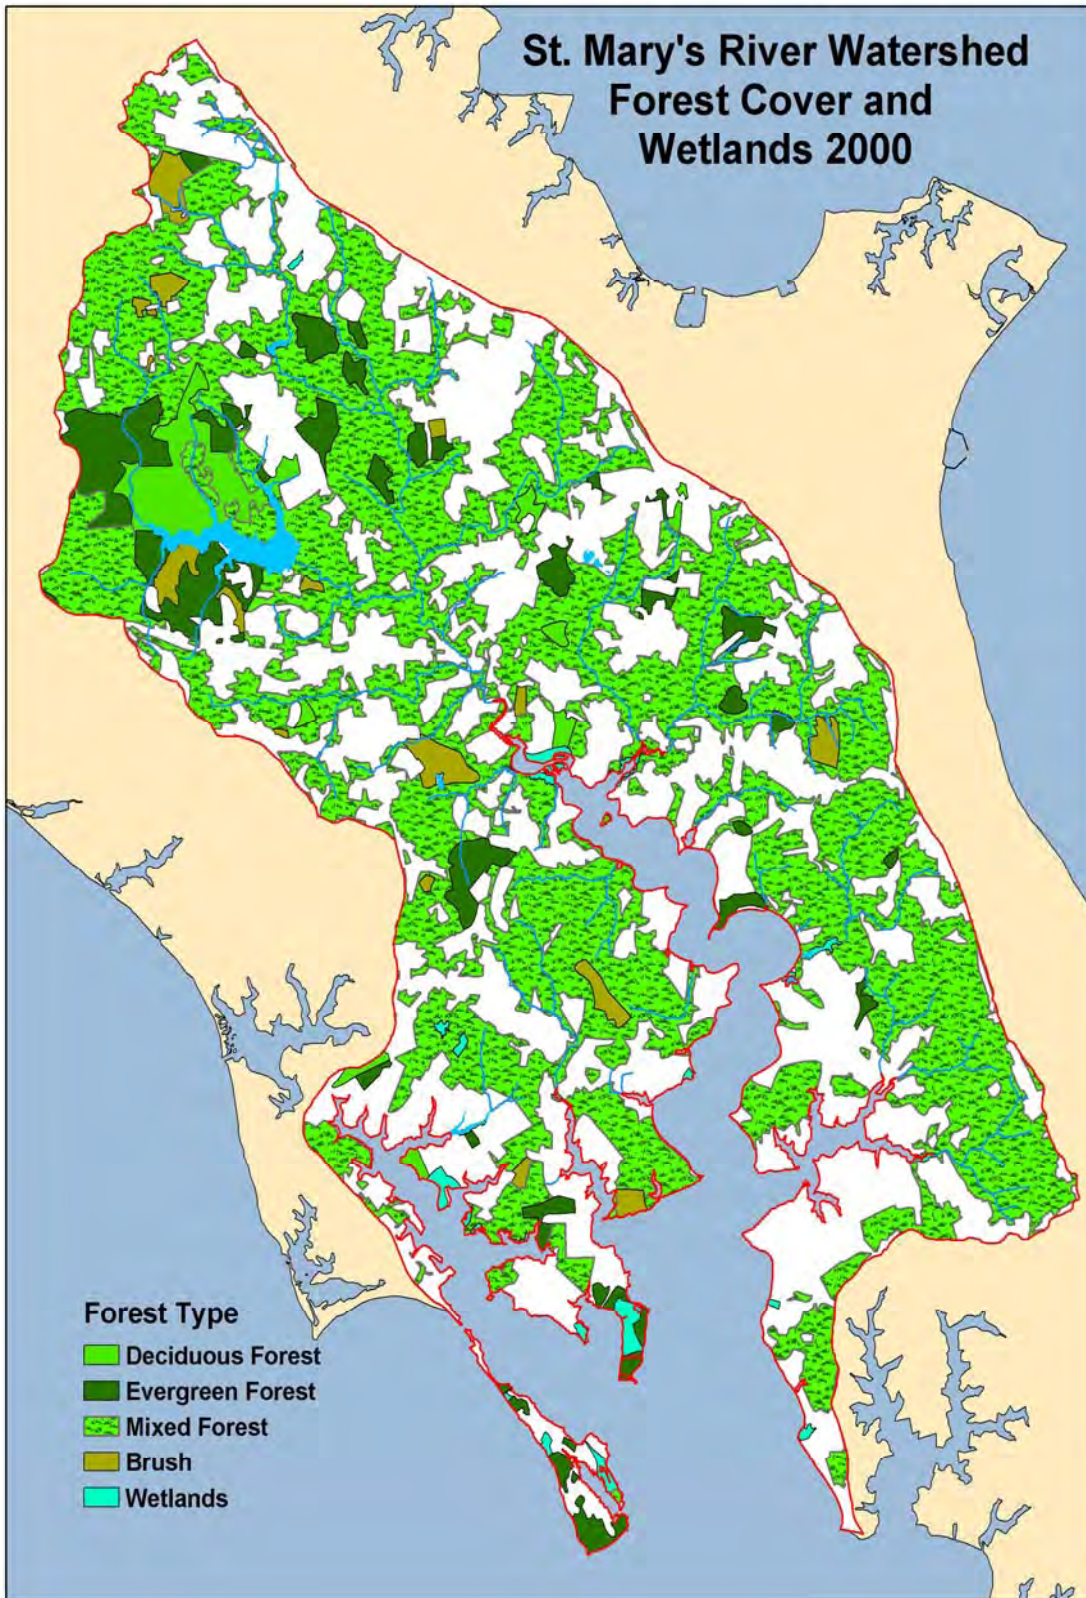 St. Mary's River Watershed
Forest Cover and
Wetlands 2000
Forest Type
Deciduous Forest
Evergreen Forest
Mixed Forest
Brush
Wetlands